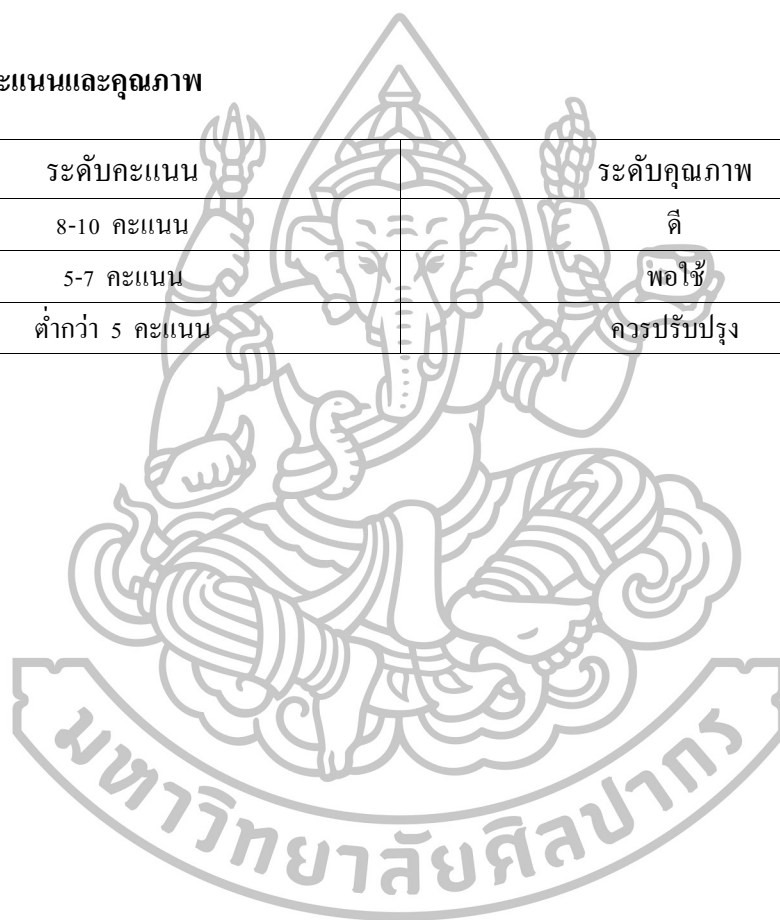 ะแนนและคุณภาพ
ระดับคะแนน ระดับคุณภาพ
8-10 คะแนน ดี
5-7 คะแนน พอใช้
ต่ำกว่า 5 คะแนน ควรปรับปรุง
มหาวิทยาลัยศิลปากร